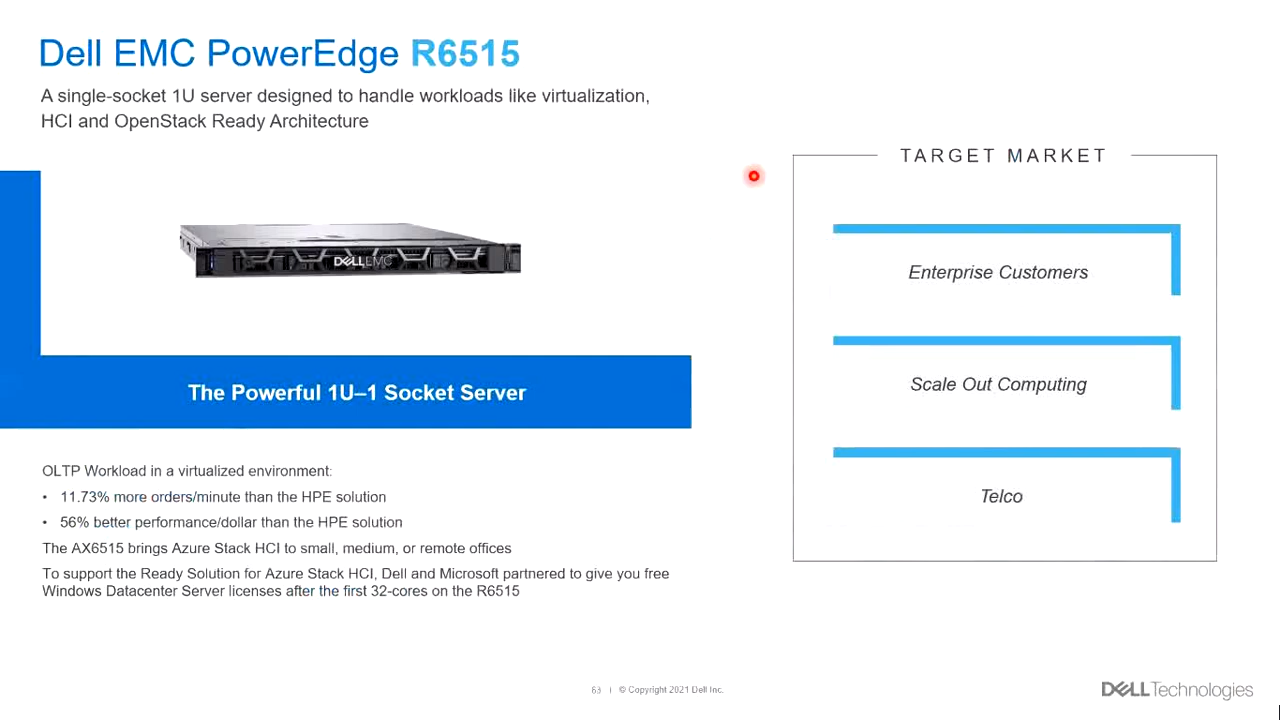 Dell EMC PowerEdge R6515
A single-socket 1U server designed to handle workloads like virtualization,
HCI and OpenStack Ready Architecture
DELLEMC
The Powerful 1U–1 Socket Server
OLTP Workload in a virtualized environment:
• 11.73% more orders/minute than the HPE solution
• 56% better performance/dollar than the HPE solution
The AX6515 brings Azure Stack HCI to small, medium, or remote offices
To support the Ready Solution for Azure Stack HCI, Dell and Microsoft partnered to give you free
Windows Datacenter Server licenses after the first 32-cores on the R6515
TARGET MARKET
Enterprise Customers
Scale Out Computing
Telco
63 | © Copyright 2021 Dell Inc.
DELLTechnologies